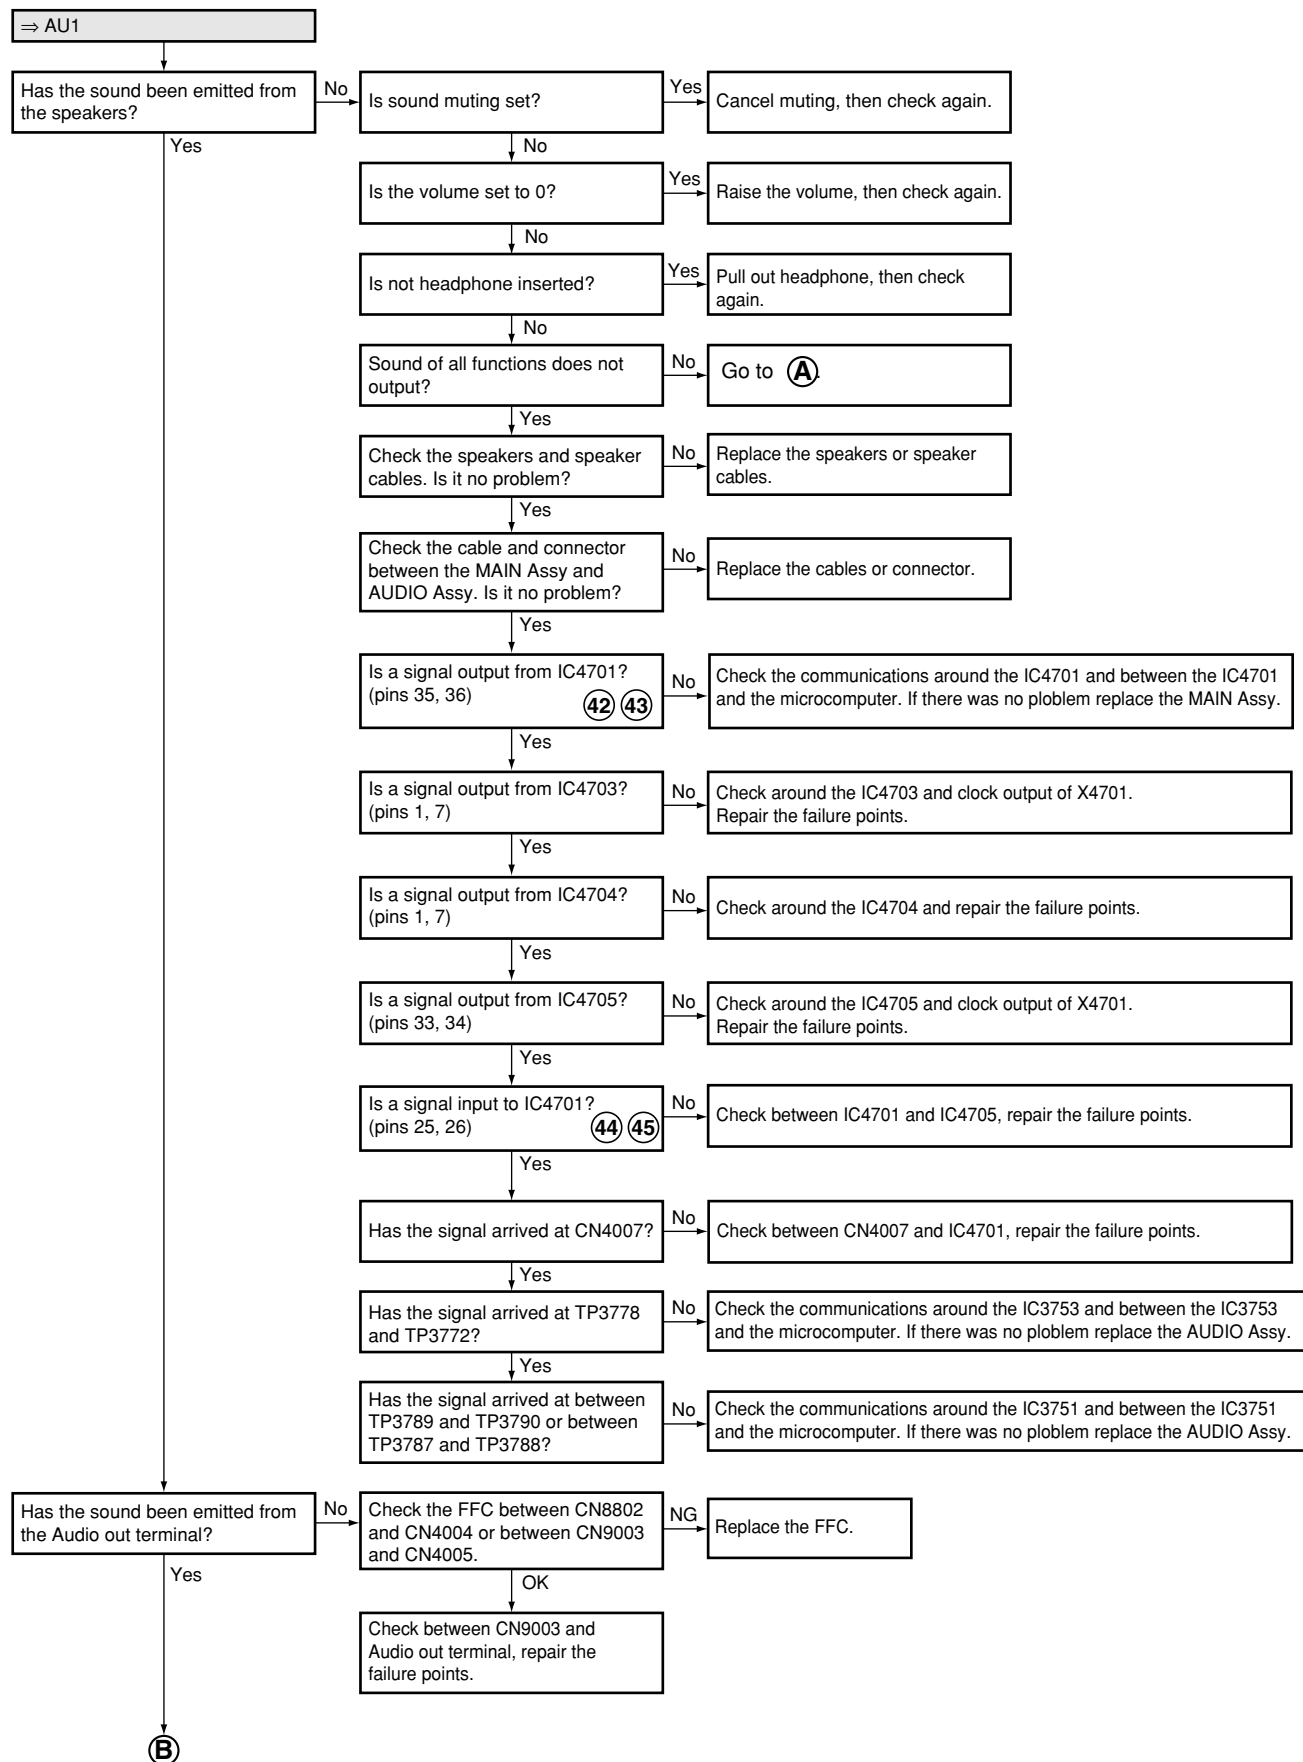 ⇒ AU1
Has the sound been emitted from
the speakers?
No
Is sound muting set?
Yes
Cancel muting, then check again.
Yes
No
Is the volume set to 0?
Yes
Raise the volume, then check again.
No
Is not headphone inserted?
Yes
Pull out headphone, then check
again.
No
Sound of all functions does not
output?
No
Go to Ⓐ.
Yes
Check the speakers and speaker
cables. Is it no problem?
No
Replace the speakers or speaker
cables.
Yes
Check the cable and connector
between the MAIN Assy and
AUDIO Assy. Is it no problem?
No
Replace the cables or connector.
Yes
Is a signal output from IC4701?
(pins 35, 36) ㊷ ㊸
No
Check the communications around the IC4701 and between the IC4701
and the microcomputer. If there was no ploblem replace the MAIN Assy.
Yes
Is a signal output from IC4703?
(pins 1, 7)
No
Check around the IC4703 and clock output of X4701.
Repair the failure points.
Yes
Is a signal output from IC4704?
(pins 1, 7)
No
Check around the IC4704 and repair the failure points.
Yes
Is a signal output from IC4705?
(pins 33, 34)
No
Check around the IC4705 and clock output of X4701.
Repair the failure points.
Yes
Is a signal input to IC4701?
(pins 25, 26) ㊹ ㊺
No
Check between IC4701 and IC4705, repair the failure points.
Yes
Has the signal arrived at CN4007?
No
Check between CN4007 and IC4701, repair the failure points.
Yes
Has the signal arrived at TP3778
and TP3772?
No
Check the communications around the IC3753 and between the IC3753
and the microcomputer. If there was no ploblem replace the AUDIO Assy.
Yes
Has the signal arrived at between
TP3789 and TP3790 or between
TP3787 and TP3788?
No
Check the communications around the IC3751 and between the IC3751
and the microcomputer. If there was no ploblem replace the AUDIO Assy.
Has the sound been emitted from
the Audio out terminal?
No
Check the FFC between CN8802
and CN4004 or between CN9003
and CN4005.
NG
Replace the FFC.
Yes
OK
Check between CN9003 and
Audio out terminal, repair the
failure points.
Ⓑ